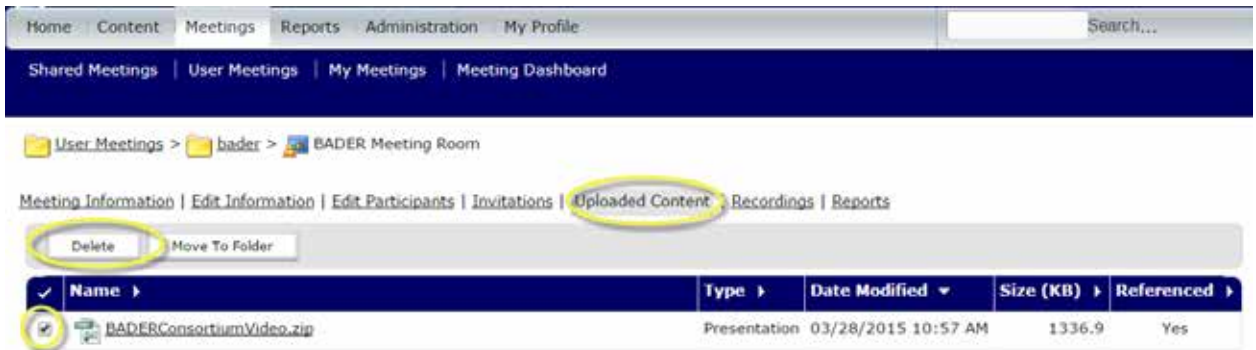 Home Content Meetings Reports Administration My Profile Search...
Shared Meetings | User Meetings | My Meetings | Meeting Dashboard
User Meetings > bader > BADER Meeting Room
Meeting Information | Edit Information | Edit Participants | Invitations | Uploaded Content | Recordings | Reports
Delete Move To Folder
Name Type Date Modified Size (KB) Referenced
BADERConsortiumVideo.zip Presentation 03/28/2015 10:57 AM 1336.9 Yes